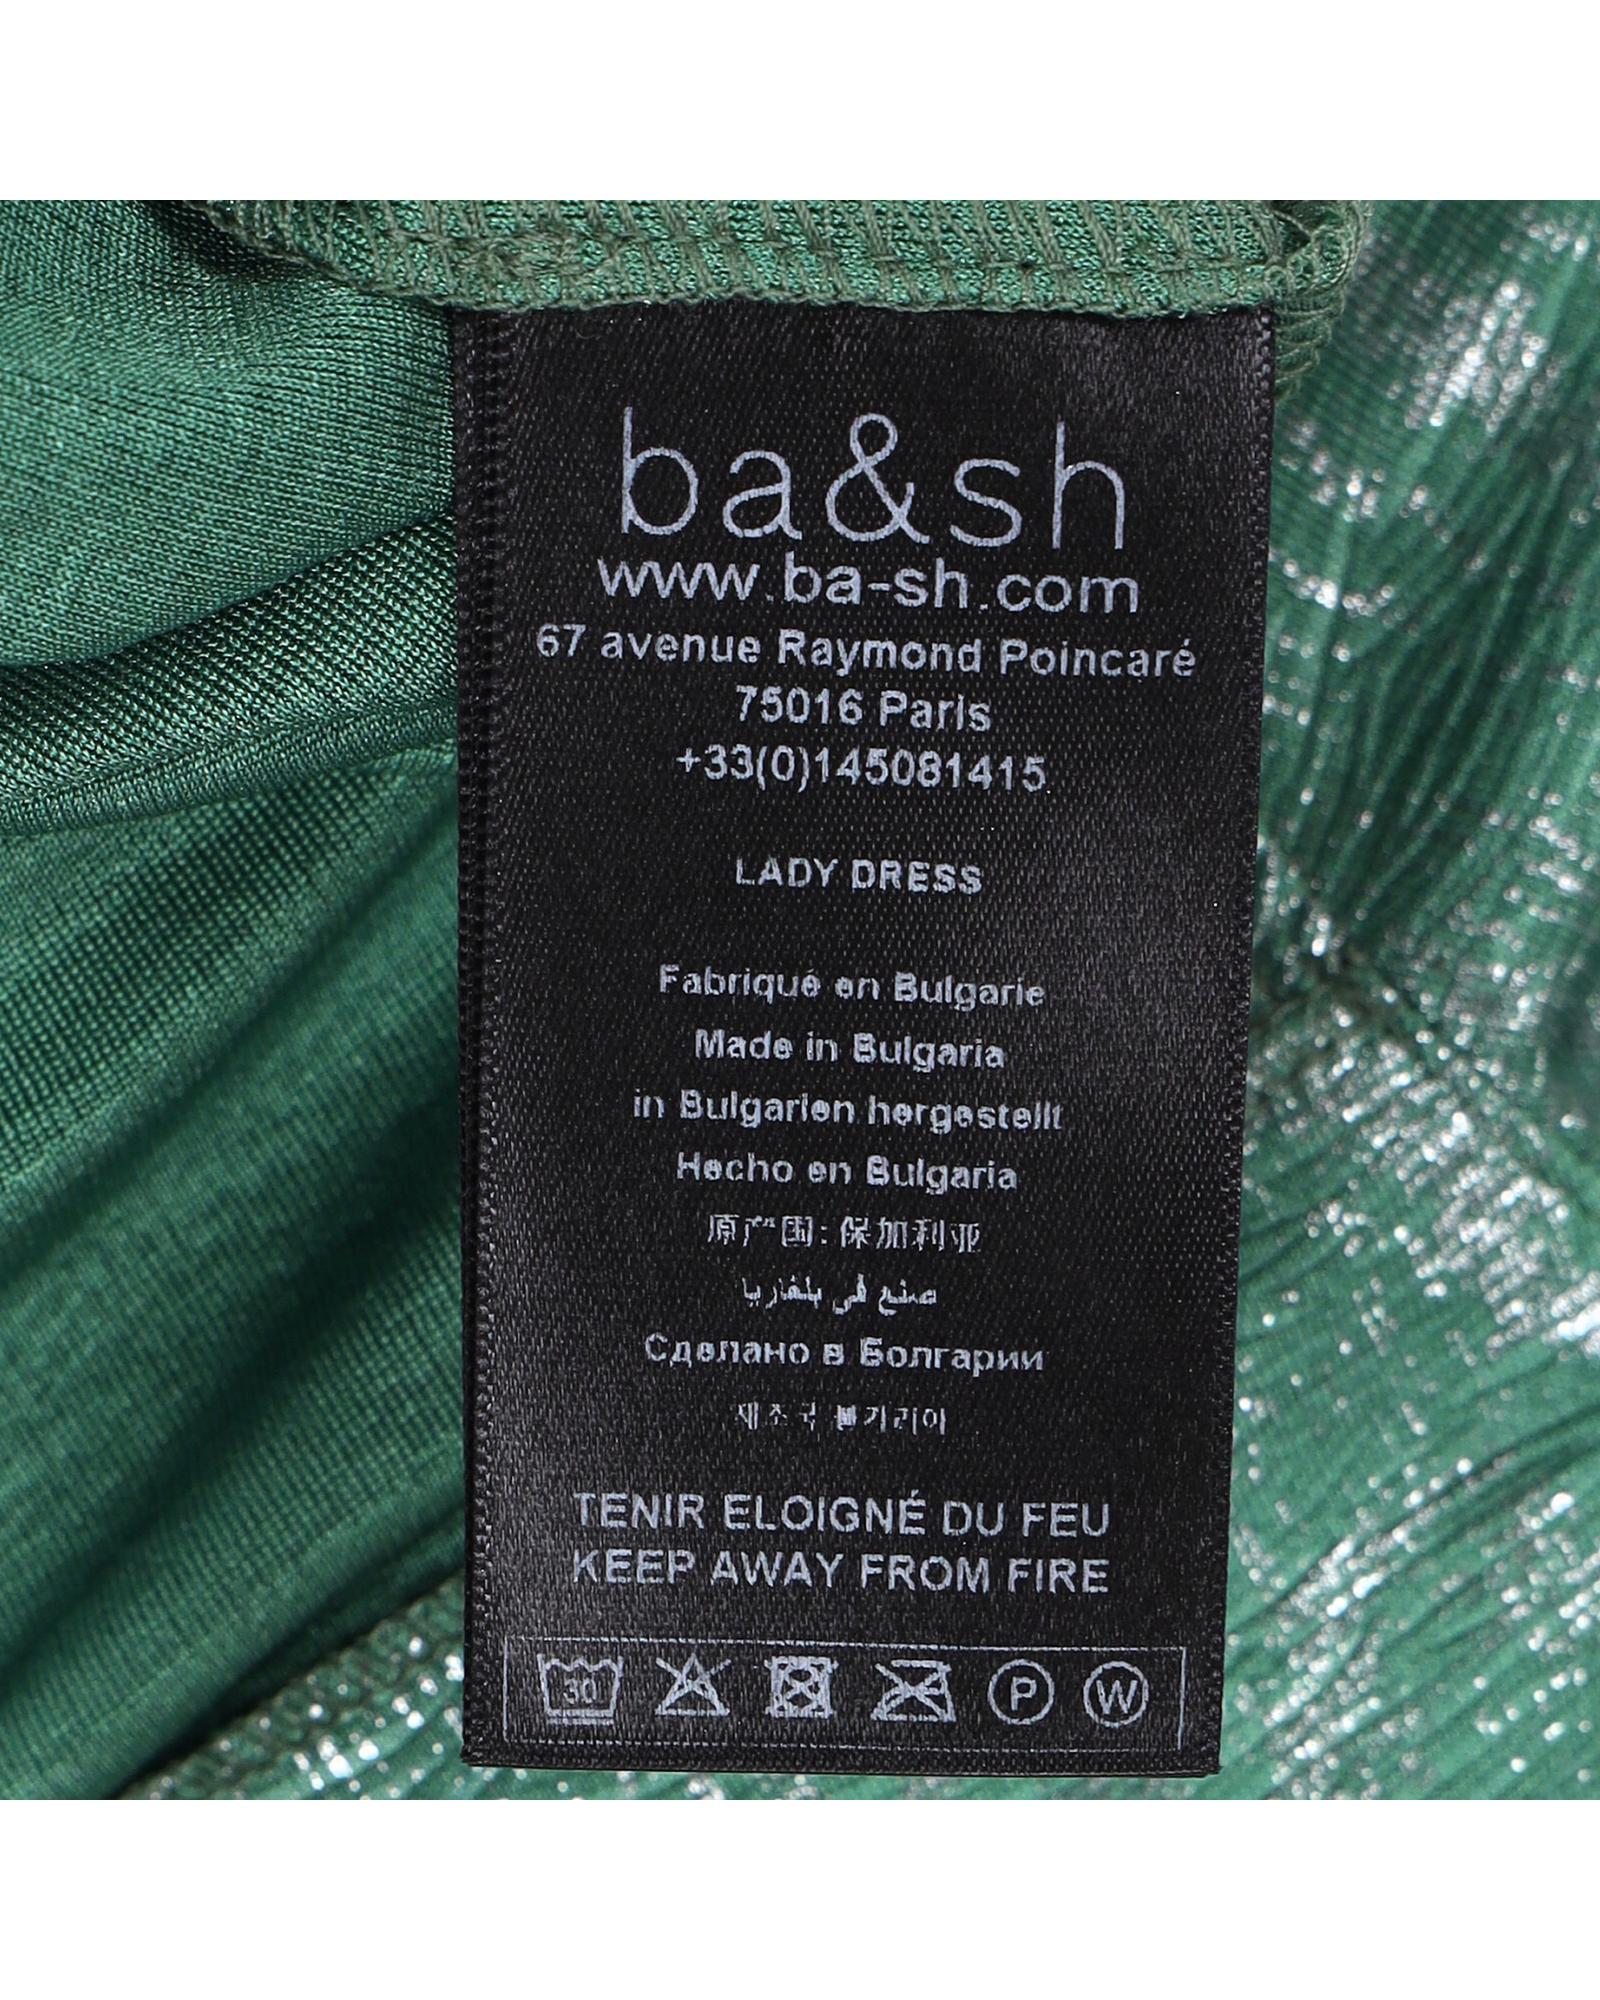 ba&sh
www.ba-sh.com
67 avenue Raymond Poincaré
75016 Paris
+33(0)145081415
LADY DRESS
Fabriqué en Bulgarie
Made in Bulgaria
in Bulgarien hergestellt
Hecho en Bulgaria
原产国: 保加利亚
صنع في بلغاريا
Сделано в Болгарии
제조국 불가리아
TENIR ELOIGNÉ DU FEU
KEEP AWAY FROM FIRE
30 P W